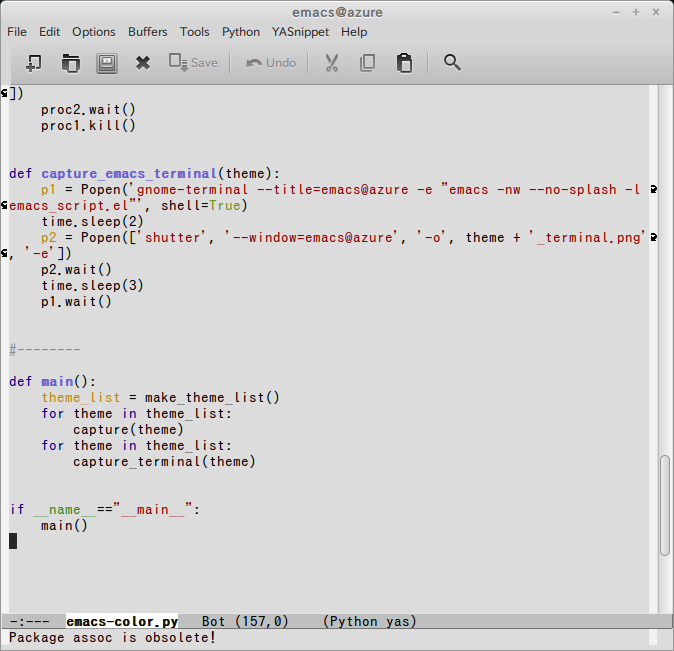 emacs@azure
File Edit Options Buffers Tools Python YASnippet Help
Save Undo
])
    proc2.wait()
    proc1.kill()
def capture_emacs_terminal(theme):
    p1 = Popen('gnome-terminal --title=emacs@azure -e "emacs -nw --no-splash -l
emacs_script.el"', shell=True)
    time.sleep(2)
    p2 = Popen(['shutter', '--window=emacs@azure', '-o', theme + '_terminal.png'
, '-e'])
    p2.wait()
    time.sleep(3)
    p1.wait()
#--------
def main():
    theme_list = make_theme_list()
    for theme in theme_list:
        capture(theme)
    for theme in theme_list:
        capture_terminal(theme)
if __name__=="__main__":
    main()
-:--- emacs-color.py Bot (157,0) (Python yas)
Package assoc is obsolete!